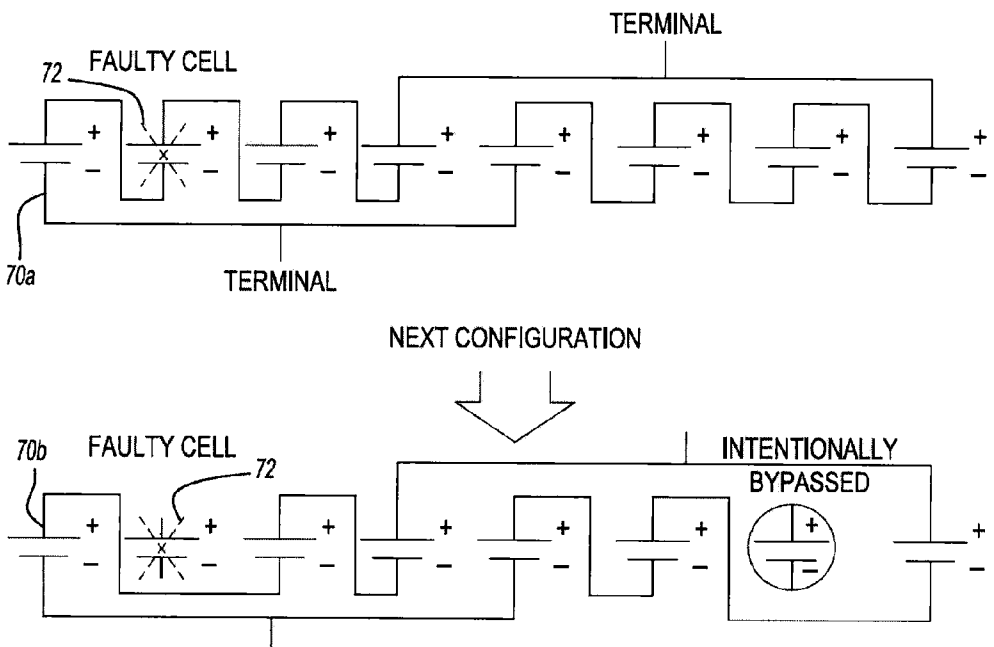 TERMINAL
FAULTY CELL
72
+ + + + + + + +
− − − − − − − −
70a
TERMINAL
NEXT CONFIGURATION
70b
FAULTY CELL
72
INTENTIONALLY
BYPASSED
+ + + + + + + +
− − − − − − − −